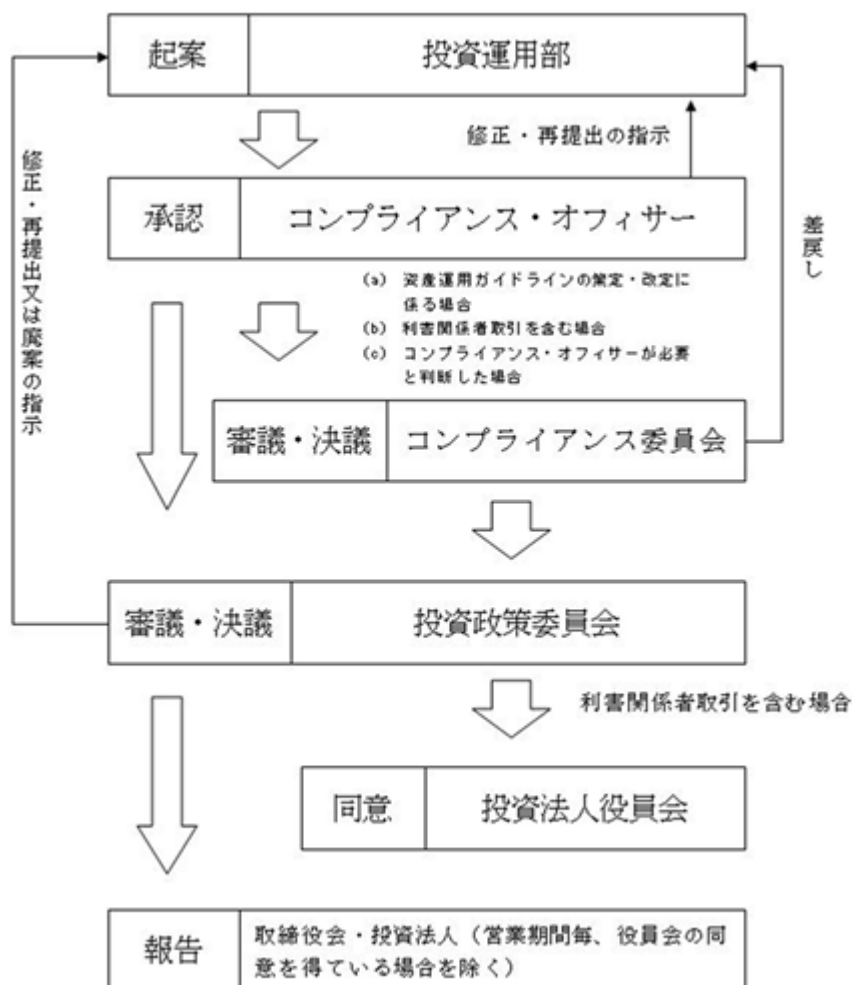 起案 投資運用部
修正・再提出の指示
承認 コンプライアンス・オフィサー
(a) 資産運用ガイドラインの策定・改定に
係る場合
(b) 利害関係者取引を含む場合
(c) コンプライアンス・オフィサーが必要
と判断した場合
差戻し
修正・再提出又は廃案の指示
審議・決議 コンプライアンス委員会
審議・決議 投資政策委員会
利害関係者取引を含む場合
同意 投資法人役員会
報告 取締役会・投資法人（営業期間毎、役員会の同
意を得ている場合を除く）